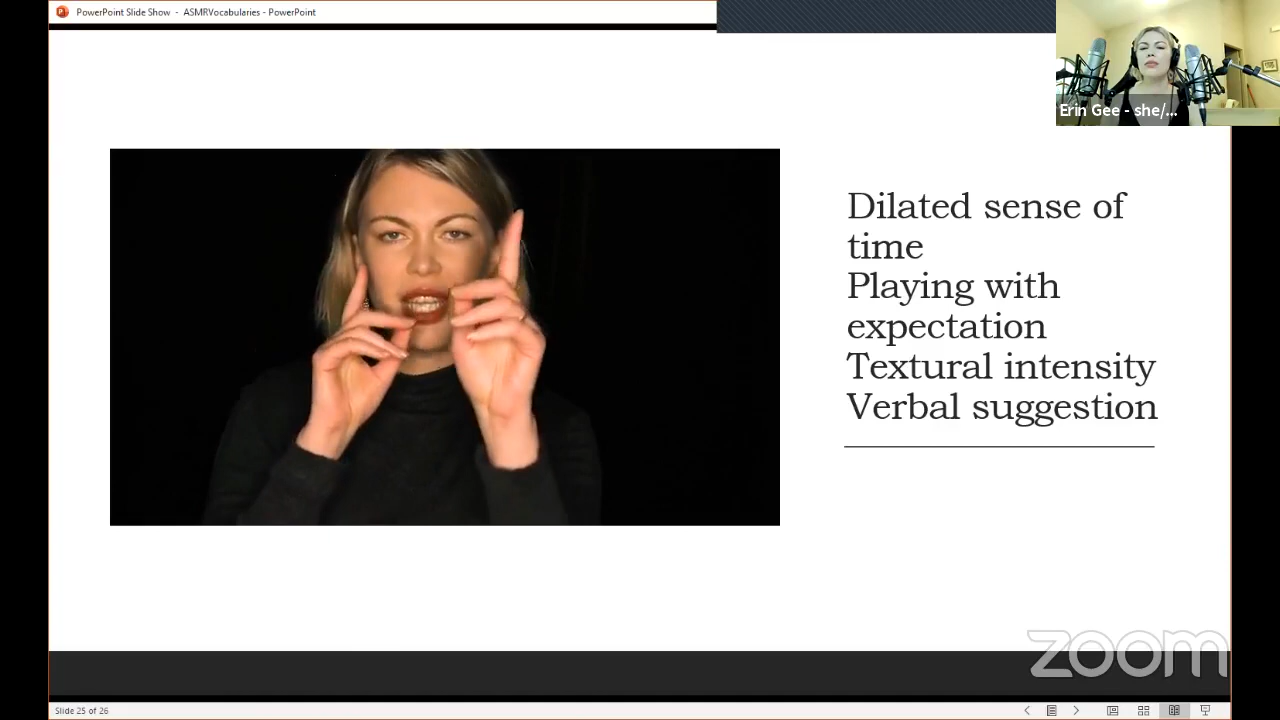 PowerPoint Slide Show - ASMRVocabularies - PowerPoint
Erin Gee - she/...
Dilated sense of
time
Playing with
expectation
Textural intensity
Verbal suggestion
zoom
Slide 25 of 26